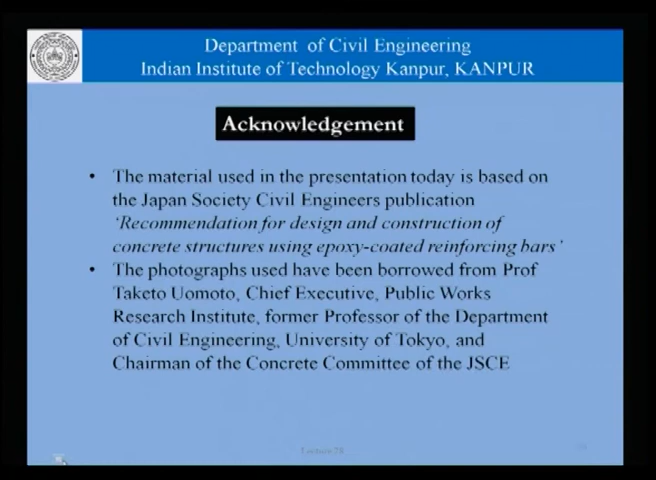 Department of Civil Engineering
Indian Institute of Technology Kanpur, KANPUR
Acknowledgement
• The material used in the presentation today is based on
the Japan Society Civil Engineers publication
‘Recommendation for design and construction of
concrete structures using epoxy-coated reinforcing bars’
• The photographs used have been borrowed from Prof
Taketo Uomoto, Chief Executive, Public Works
Research Institute, former Professor of the Department
of Civil Engineering, University of Tokyo, and
Chairman of the Concrete Committee of the JSCE